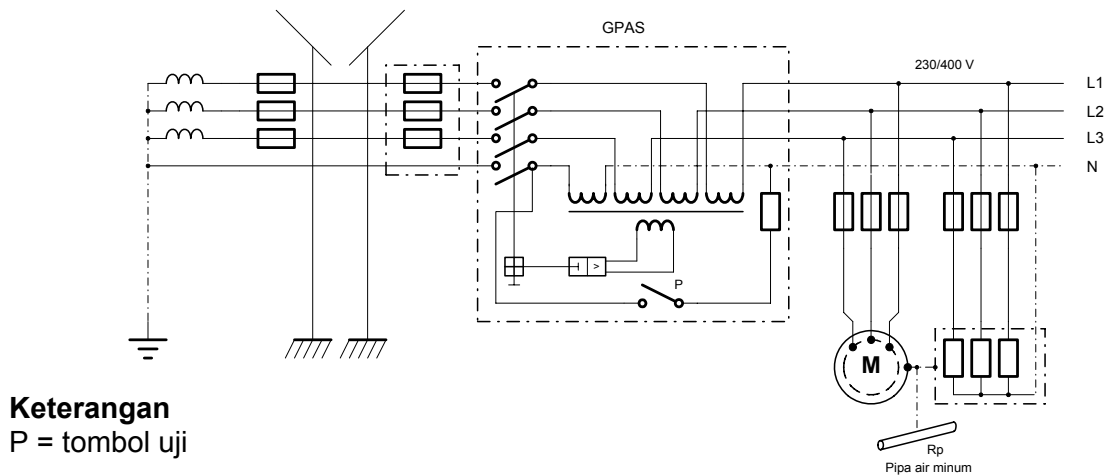 GPAS
230/400 V
L1
L2
L3
N
P
>
M
Rp
Pipa air minum
Keterangan
P = tombol uji